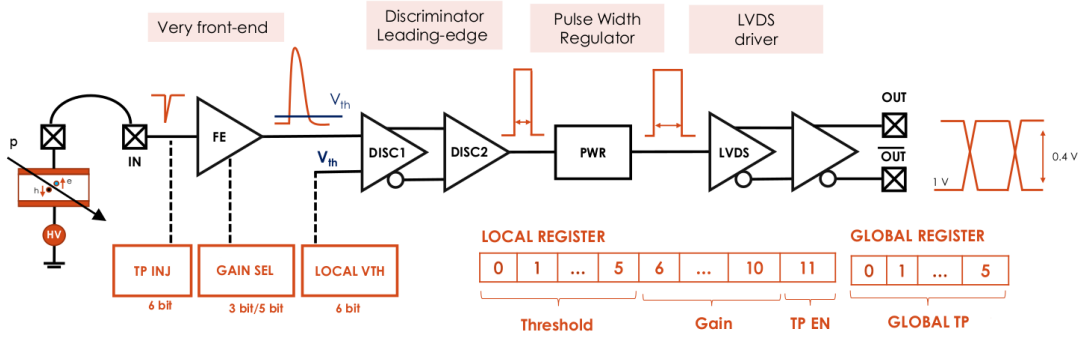 Very front-end
Discriminator
Leading-edge
Pulse Width
Regulator
LVDS
driver
p
h
e
HV
IN
FE
V_th
V_th
DISC1
DISC2
PWR
LVDS
OUT
OUT
1 V
0.4 V
TP INJ
GAIN SEL
LOCAL VTH
6 bit
3 bit/5 bit
6 bit
LOCAL REGISTER
0 1 ... 5 6 ... 10 11
Threshold
Gain
TP EN
GLOBAL REGISTER
0 1 ... 5
GLOBAL TP